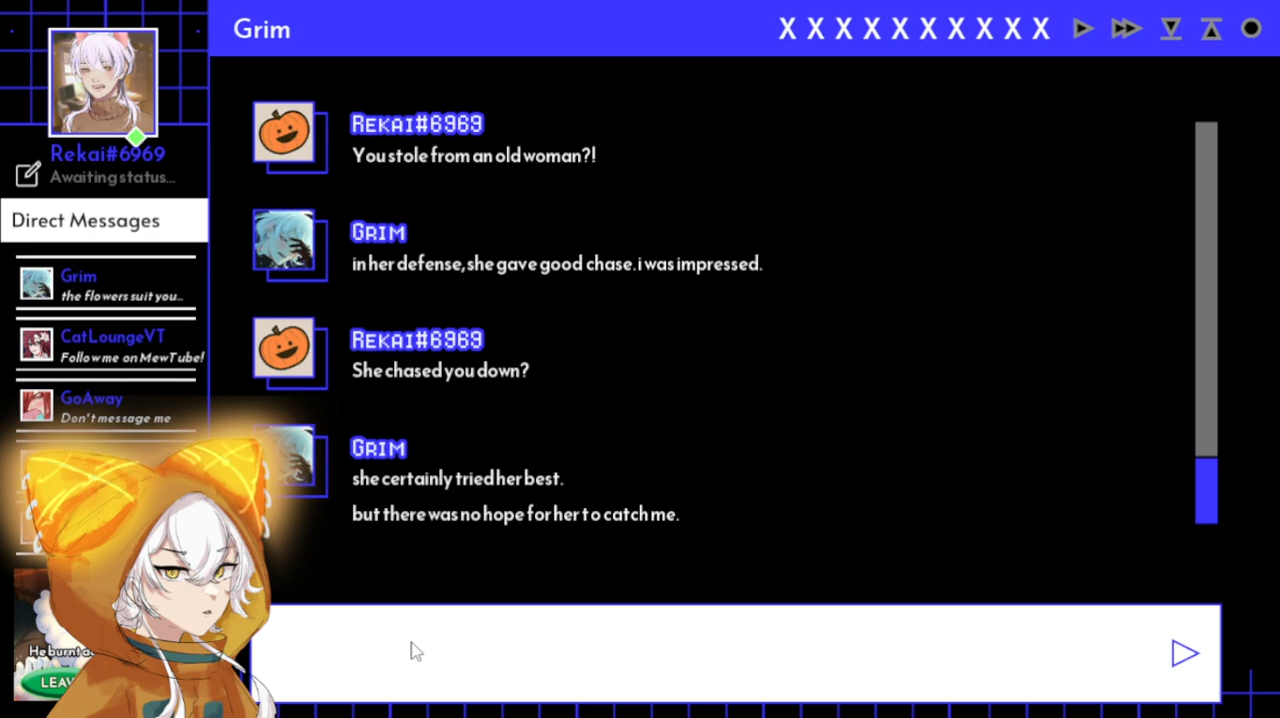 Grim
X X X X X X X X X X
Rekai#6969
Awaiting status...
Direct Messages
Grim
the flowers suit you...
CatLoungeVT
Follow me on MewTube!
GoAway
Don't message me
He burnt
LEAV
Rekai#6969
You stole from an old woman?!
Grim
in her defense, she gave good chase. i was impressed.
Rekai#6969
She chased you down?
Grim
she certainly tried her best.
but there was no hope for her to catch me.